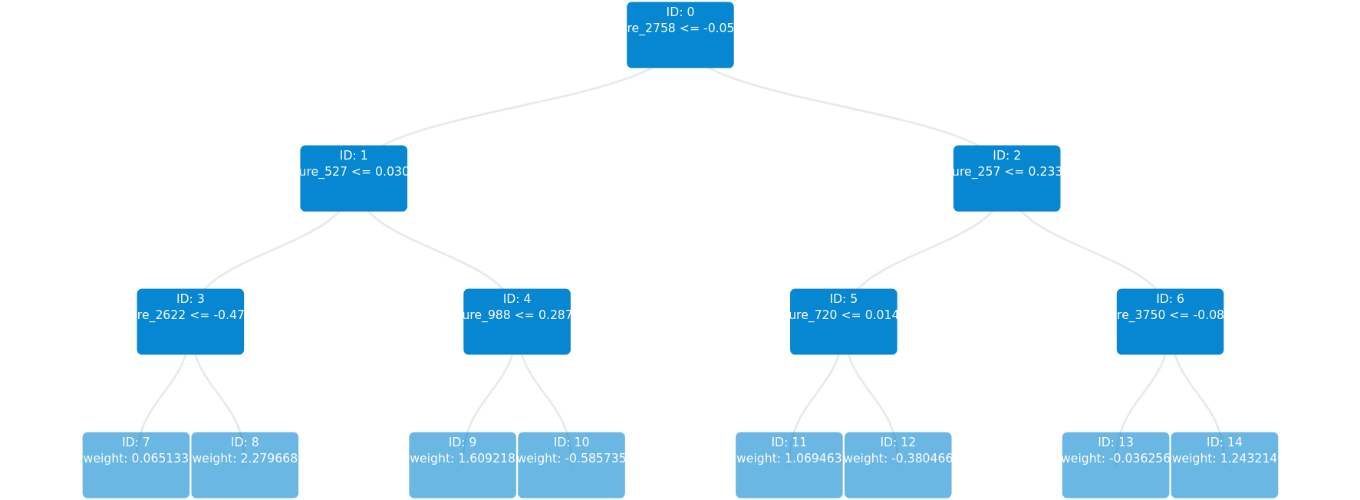 ID: 0
re_2758 <= -0.05
ID: 1
ure_527 <= 0.030
ID: 2
ure_257 <= 0.233
ID: 3
re_2622 <= -0.47
ID: 4
ure_988 <= 0.287
ID: 5
ure_720 <= 0.014
ID: 6
re_3750 <= -0.08
ID: 7
weight: 0.065133
ID: 8
weight: 2.279668
ID: 9
weight: 1.609218
ID: 10
weight: -0.585735
ID: 11
weight: 1.069463
ID: 12
weight: -0.380466
ID: 13
weight: -0.036256
ID: 14
weight: 1.243214